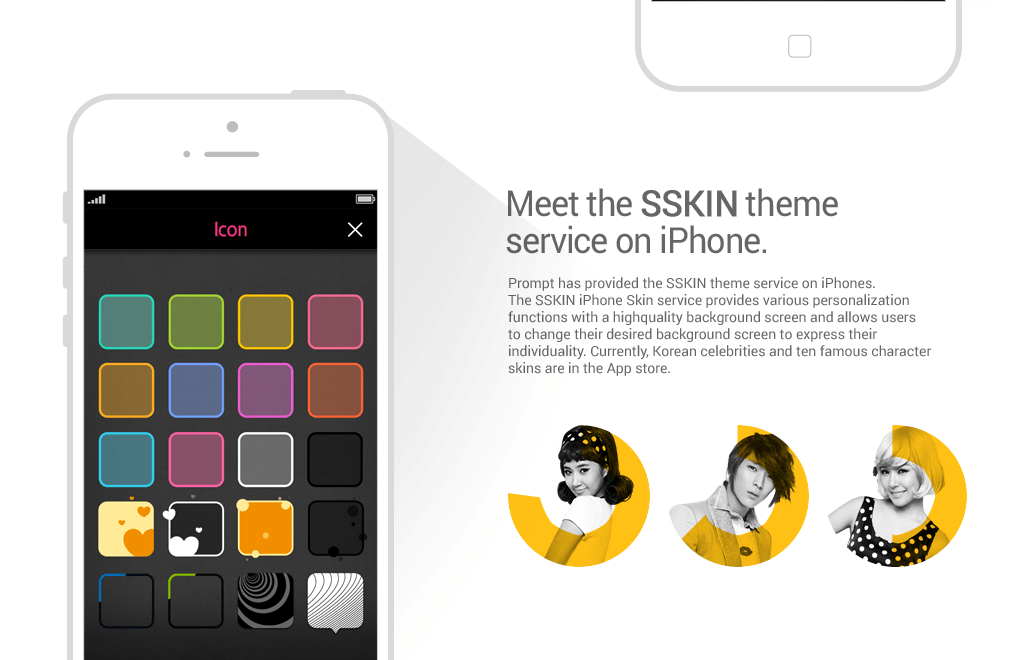 Icon
Meet the SSKIN theme
service on iPhone.
Prompt has provided the SSKIN theme service on iPhones.
The SSKIN iPhone Skin service provides various personalization
functions with a highquality background screen and allows users
to change their desired background screen to express their
individuality. Currently, Korean celebrities and ten famous character
skins are in the App store.